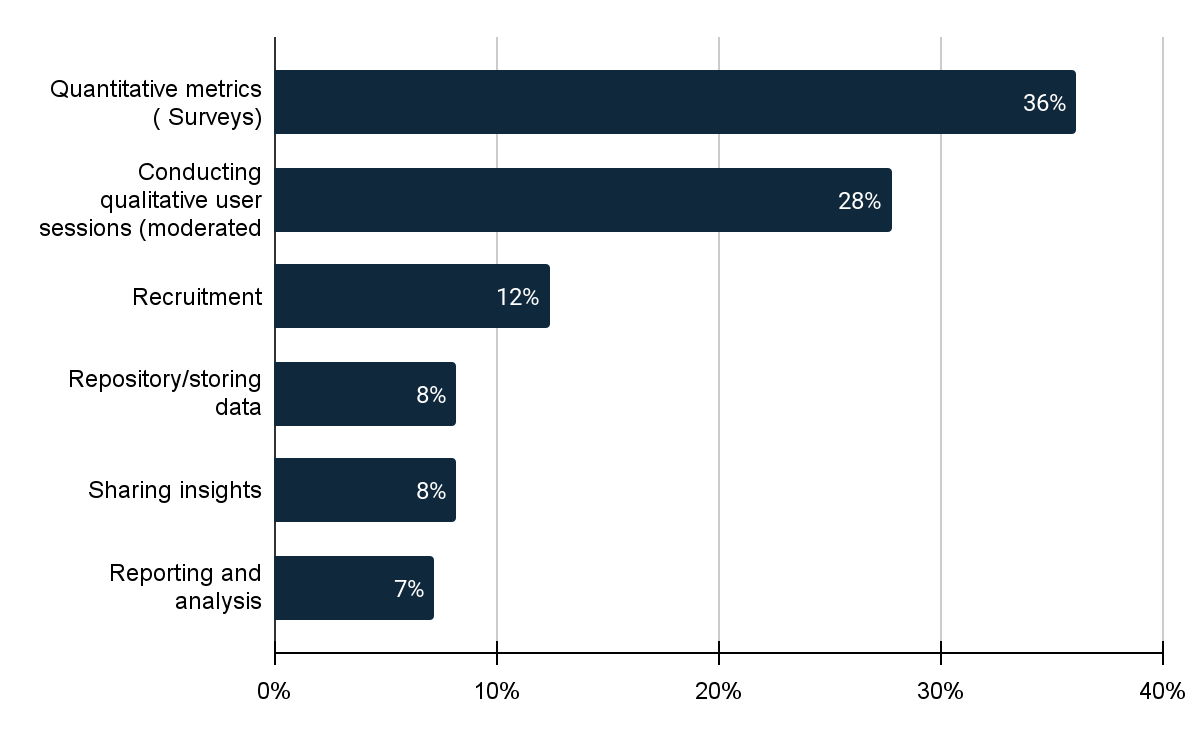 Quantitative metrics
( Surveys)
36%
Conducting
qualitative user
sessions (moderated
28%
Recruitment
12%
Repository/storing
data
8%
Sharing insights
8%
Reporting and
analysis
7%
0%
10%
20%
30%
40%